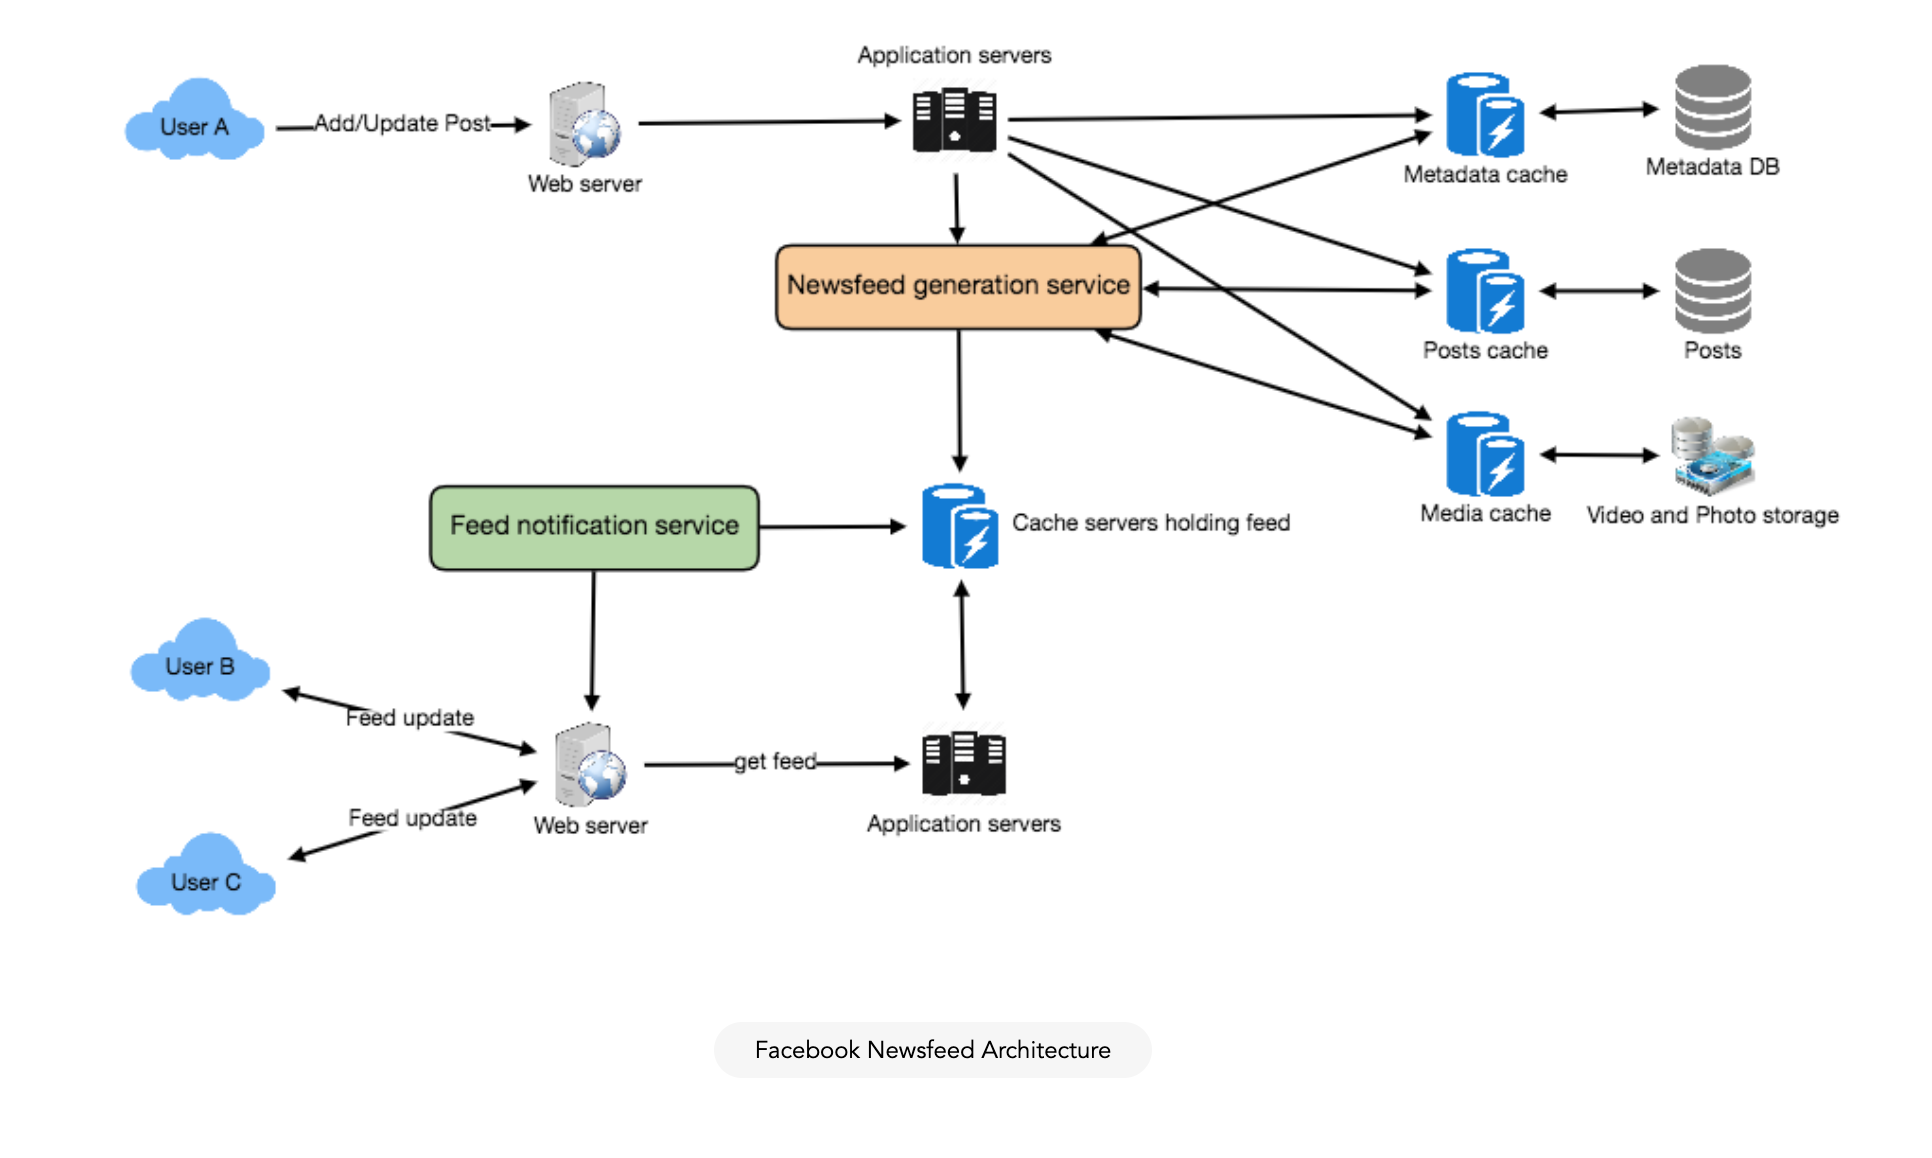 Application servers
User A
Add/Update Post
Web server
Metadata cache
Metadata DB
Newsfeed generation service
Posts cache
Posts
Media cache
Video and Photo storage
Feed notification service
Cache servers holding feed
User B
Feed update
get feed
Feed update
Web server
Application servers
User C
Facebook Newsfeed Architecture